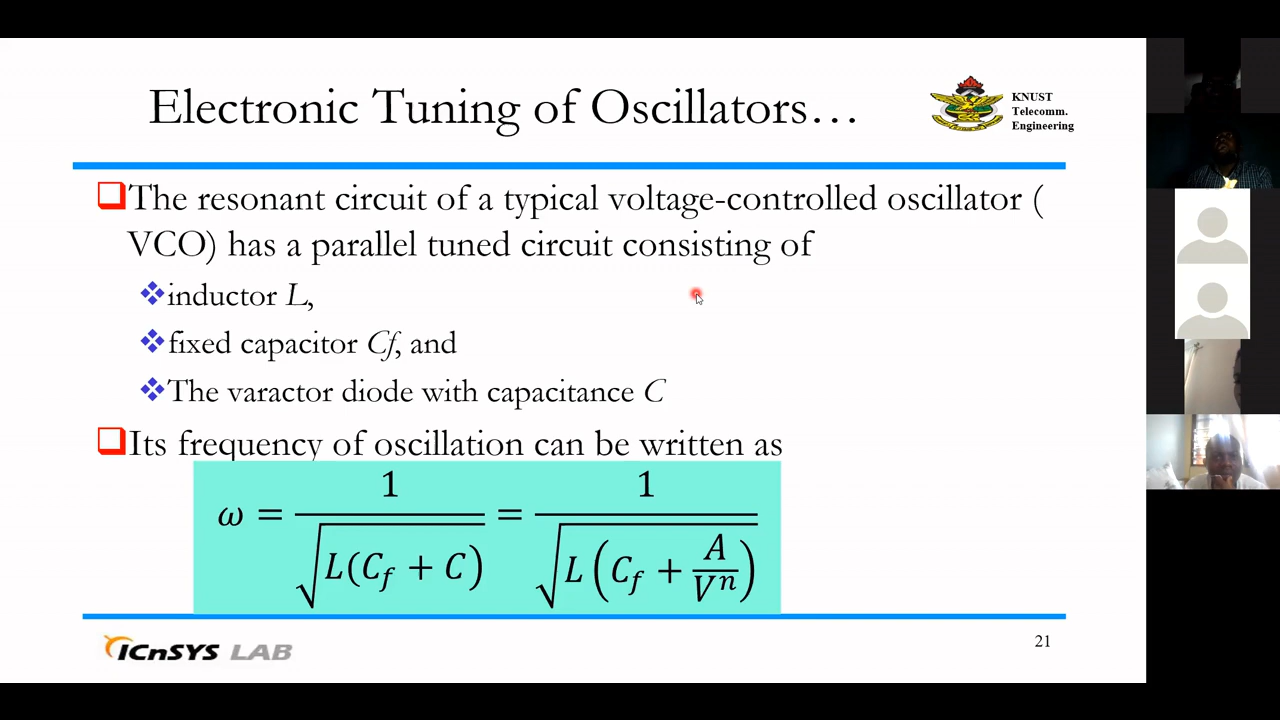 Electronic Tuning of Oscillators…
KNUST
Telecomm.
Engineering
The resonant circuit of a typical voltage-controlled oscillator (
VCO) has a parallel tuned circuit consisting of
inductor L,
fixed capacitor Cf, and
The varactor diode with capacitance C
Its frequency of oscillation can be written as
ω = 1/√(L(C_f + C)) = 1/√(L(C_f + A/V^n))
iCnSYS LAB
21